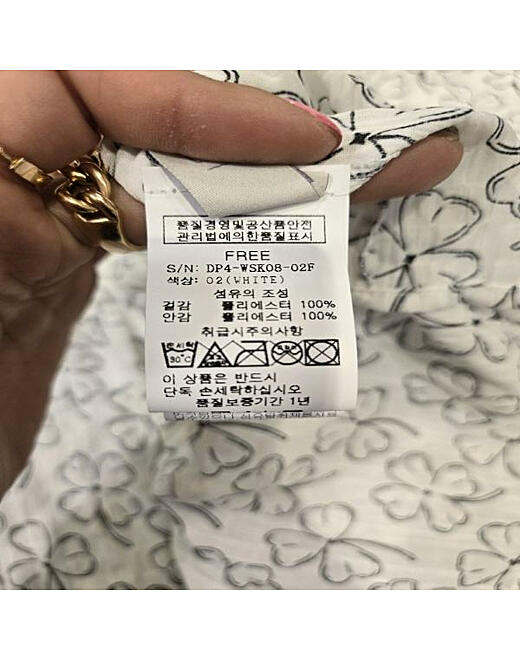 품질경영및공산품안전
관리법에의한품질표시
FREE
S/N: DP4-WSK08-02F
색상: 02(WHITE)
섬유의 조성
겉감 폴리에스터 100%
안감 폴리에스터 100%
취급시주의사항
30°C
이 상품은 반드시
단독 손세탁하십시오
품질보증기간 1년